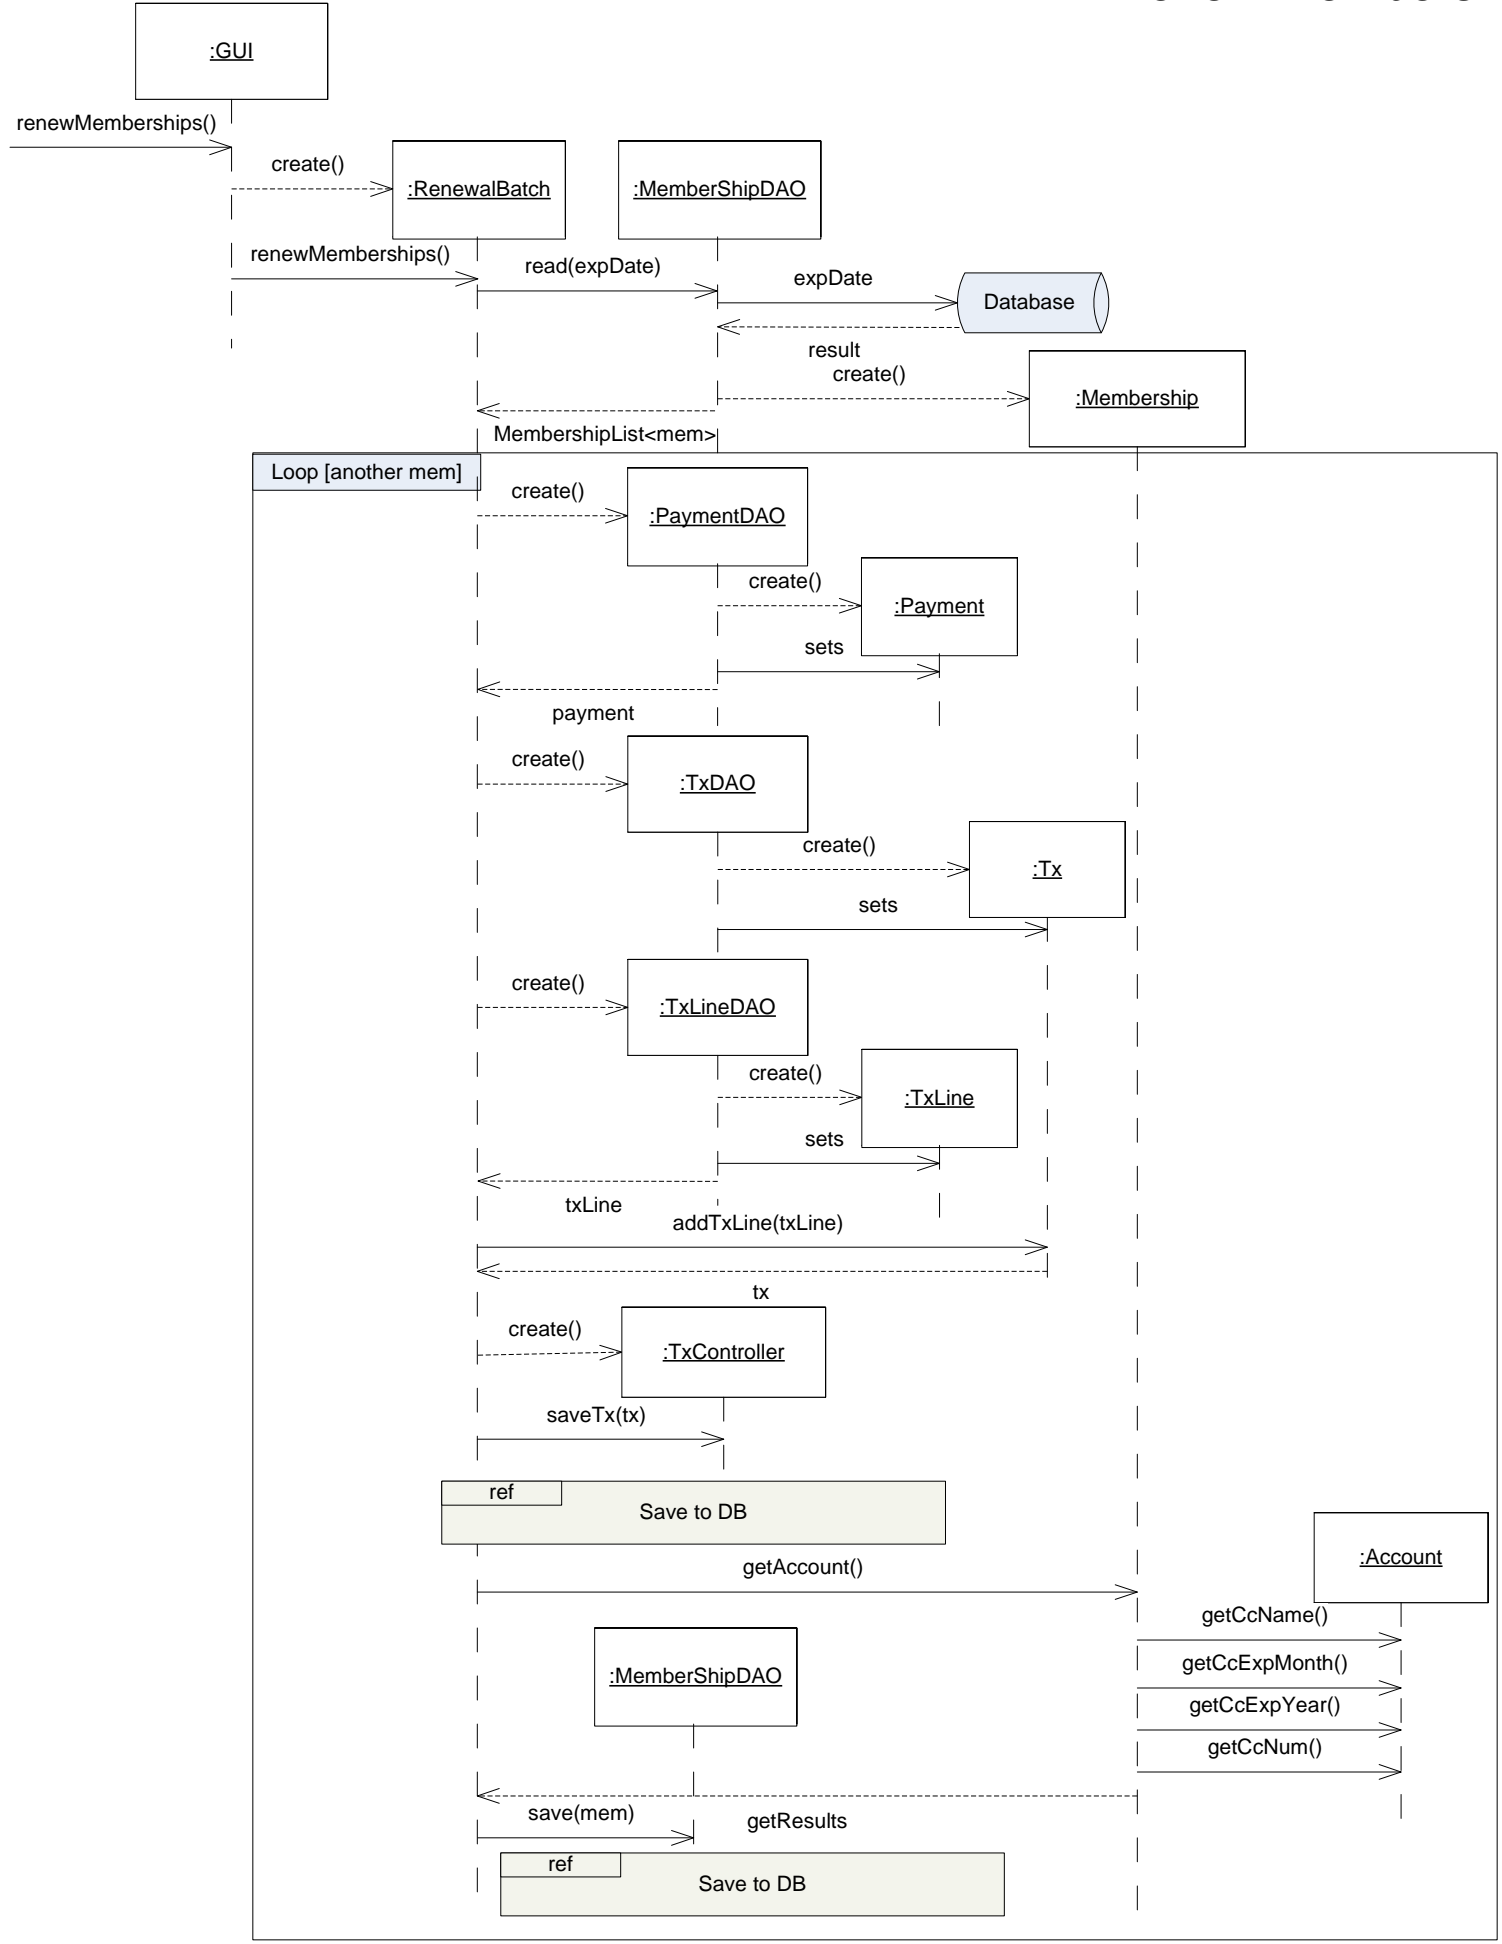 :GUI
renewMemberships()
create()
:RenewalBatch
:MemberShipDAO
renewMemberships()
read(expDate)
expDate
Database
result
create()
:Membership
MembershipList<mem>
Loop [another mem]
create()
:PaymentDAO
create()
:Payment
sets
payment
create()
:TxDAO
create()
:Tx
sets
create()
:TxLineDAO
create()
:TxLine
sets
txLine
addTxLine(txLine)
tx
create()
:TxController
saveTx(tx)
ref
Save to DB
:Account
getAccount()
getCcName()
:MemberShipDAO
getCcExpMonth()
getCcExpYear()
getCcNum()
save(mem)
getResults
ref
Save to DB